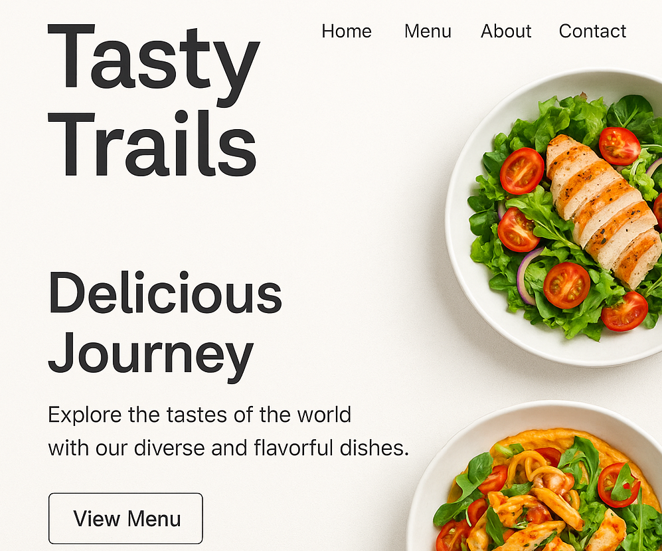 Tasty
Trails
Home Menu About Contact
Delicious
Journey
Explore the tastes of the world
with our diverse and flavorful dishes.
View Menu